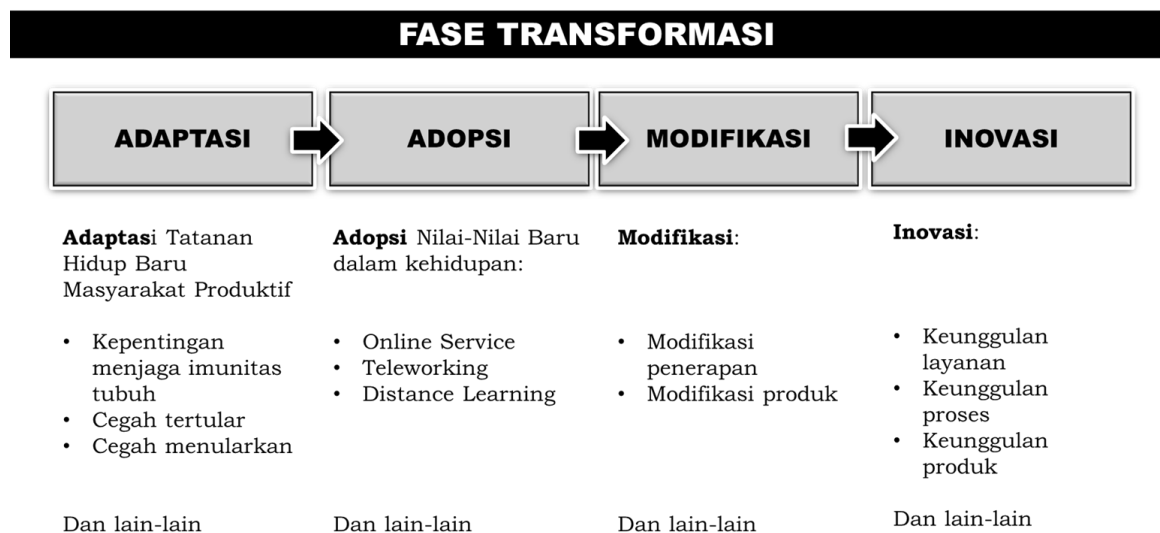 FASE TRANSFORMASI
ADAPTASI
ADOPSI
MODIFIKASI
INOVASI
Adaptasi Tatanan
Hidup Baru
Masyarakat Produktif
• Kepentingan
menjaga imunitas
tubuh
• Cegah tertular
• Cegah menularkan
Dan lain-lain
Adopsi Nilai-Nilai Baru
dalam kehidupan:
• Online Service
• Teleworking
• Distance Learning
Dan lain-lain
Modifikasi:
• Modifikasi
penerapan
• Modifikasi produk
Dan lain-lain
Inovasi:
• Keunggulan
layanan
• Keunggulan
proses
• Keunggulan
produk
Dan lain-lain